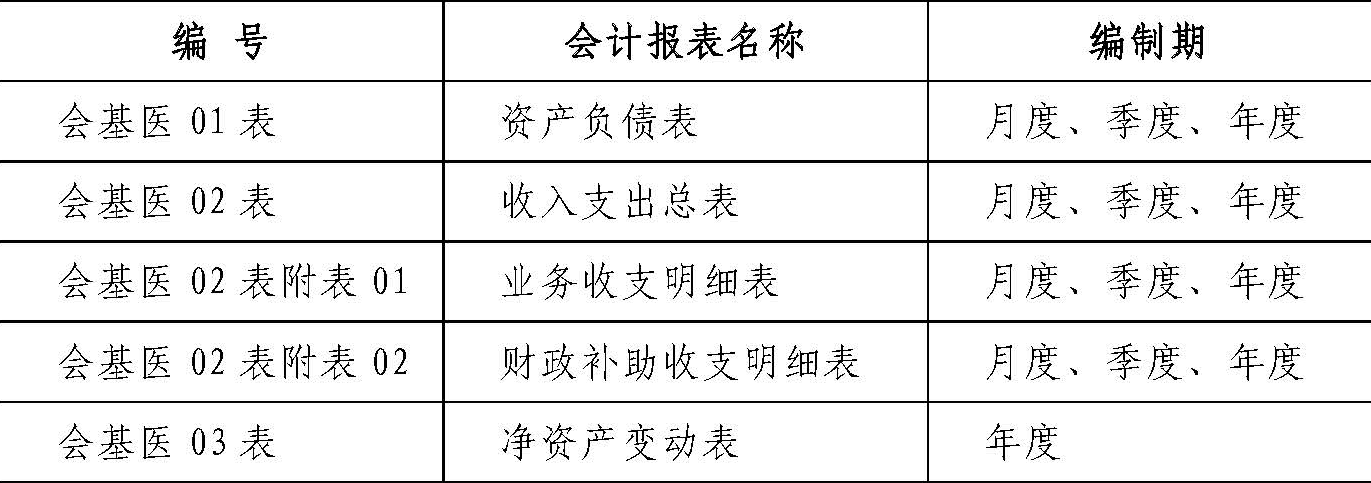 编 号 会计报表名称 编制期
会基医 01 表 资产负债表 月度、季度、年度
会基医 02 表 收入支出总表 月度、季度、年度
会基医 02 表附表 01 业务收支明细表 月度、季度、年度
会基医 02 表附表 02 财政补助收支明细表 月度、季度、年度
会基医 03 表 净资产变动表 年度